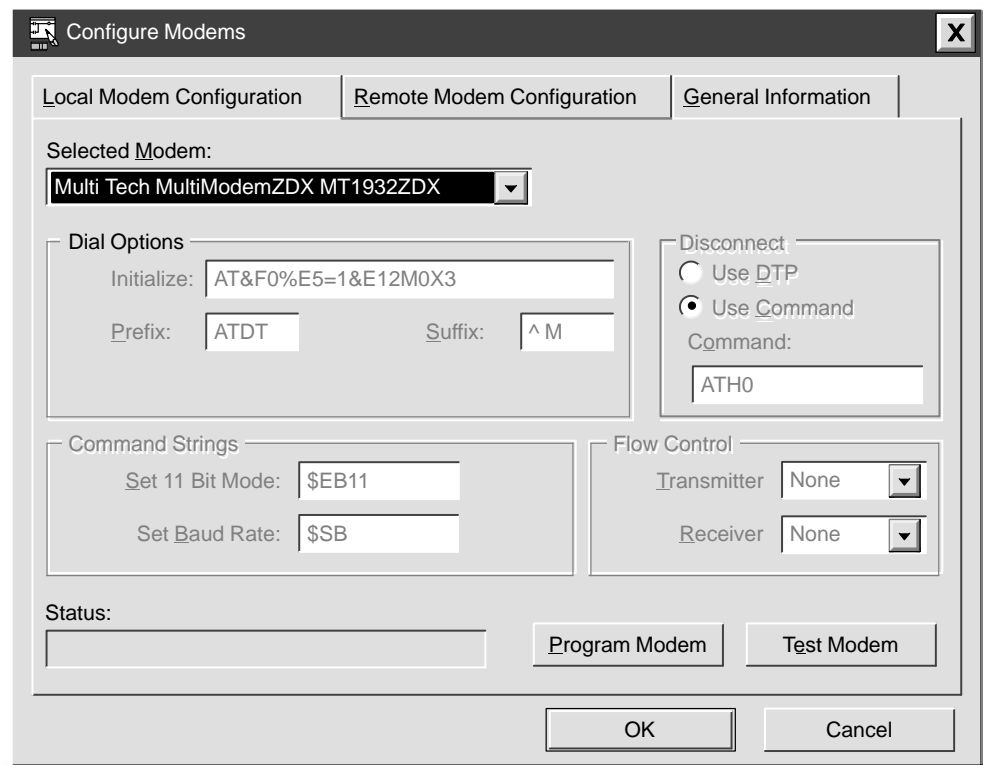 Configure Modems
X
Local Modem Configuration Remote Modem Configuration General Information
Selected Modem:
Multi Tech MultiModemZDX MT1932ZDX
Dial Options
Initialize: AT&F0%E5=1&E12M0X3
Prefix: ATDT Suffix: ^ M
Disconnect
Use DTP
Use Command
Command:
ATH0
Command Strings
Set 11 Bit Mode: $EB11
Set Baud Rate: $SB
Flow Control
Transmitter None
Receiver None
Status:
Program Modem Test Modem
OK Cancel